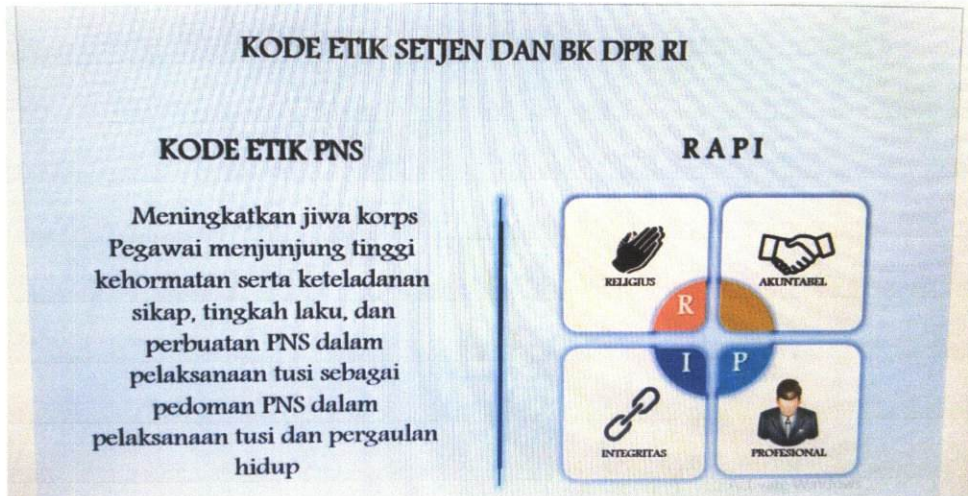 KODE ETIK SETJEN DAN BK DPR RI
KODE ETIK PNS
Meningkatkan jiwa korps
Pegawai menjunjung tinggi
kehormatan serta keteladanan
sikap, tingkah laku, dan
perbuatan PNS dalam
pelaksanaan tusi sebagai
pedoman PNS dalam
pelaksanaan tusi dan pergaulan
hidup
R A P I
RELIGIUS
AKUNTABEL
R
I P
INTEGRITAS
PROFESIONAL
Activate Windows